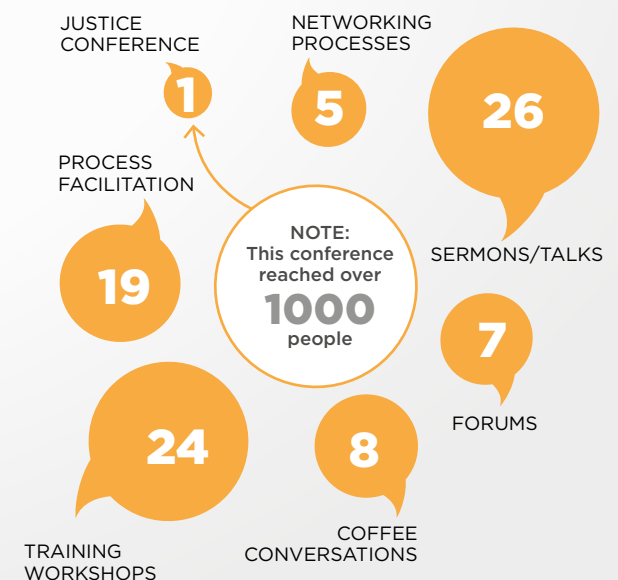 JUSTICE
CONFERENCE
1
NETWORKING
PROCESSES
5
26
SERMONS/TALKS
PROCESS
FACILITATION
19
NOTE:
This conference
reached over
1000
people
7
FORUMS
24
TRAINING
WORKSHOPS
8
COFFEE
CONVERSATIONS